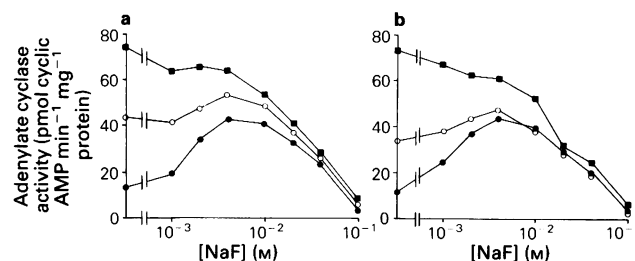 a
b
Adenylate cyclase
activity (pmol cyclic
AMP min⁻¹ mg⁻¹
protein)
80
60
40
20
0
10⁻³
10⁻²
10⁻¹
[NaF] (M)
80
60
40
20
0
10⁻³
10⁻²
10⁻¹
[NaF] (M)